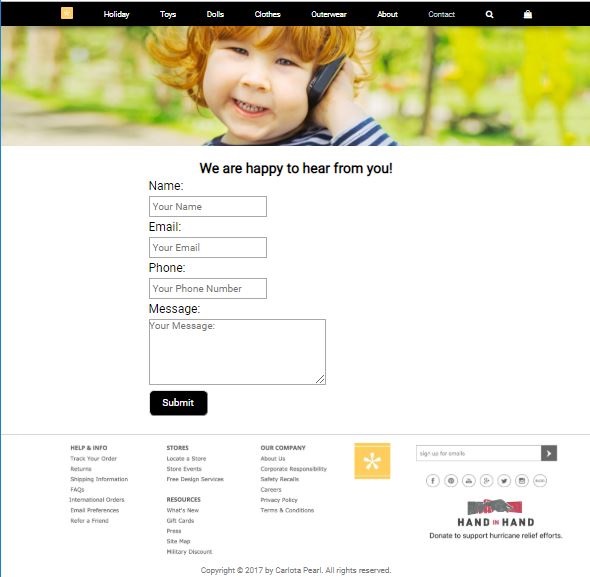 Holiday Toys Dolls Clothes Outerwear About Contact
We are happy to hear from you!
Name:
Your Name
Email:
Your Email
Phone:
Your Phone Number
Message:
Your Message:
Submit
HELP & INFO
Track Your Order
Returns
Shipping Information
FAQs
International Orders
Email Preferences
Refer a Friend
STORES
Locate a Store
Store Events
Free Design Services
RESOURCES
What's New
Gift Cards
Press
Site Map
Military Discount
OUR COMPANY
About Us
Corporate Responsibility
Safety Recalls
Careers
Privacy Policy
Terms & Conditions
sign up for emails
BLOG
HAND IN HAND
Donate to support hurricane relief efforts.
Copyright © 2017 by Carlota Pearl. All rights reserved.